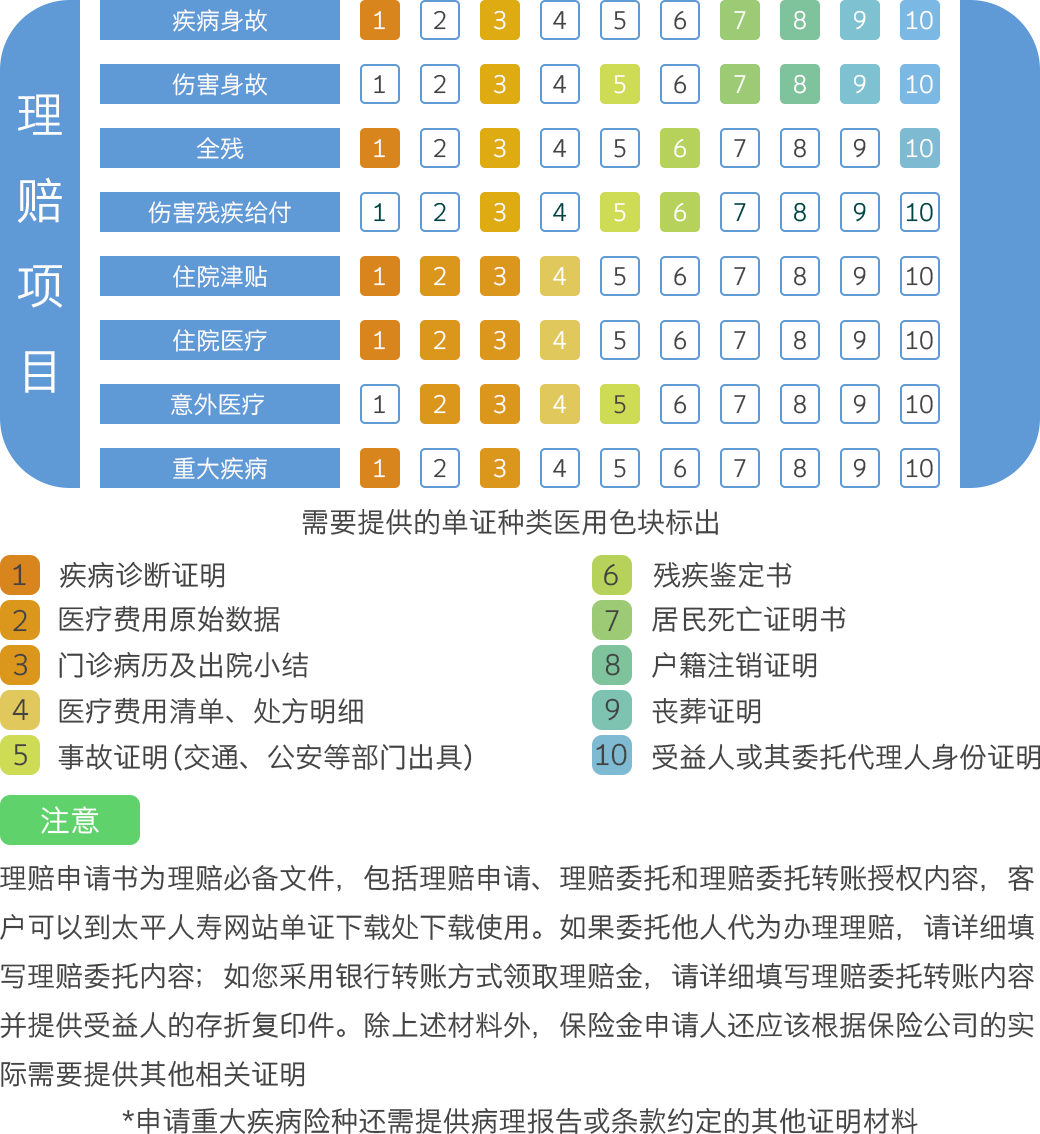 理赔项目
疾病身故 1 2 3 4 5 6 7 8 9 10
伤害身故 1 2 3 4 5 6 7 8 9 10
全残 1 2 3 4 5 6 7 8 9 10
伤害残疾给付 1 2 3 4 5 6 7 8 9 10
住院津贴 1 2 3 4 5 6 7 8 9 10
住院医疗 1 2 3 4 5 6 7 8 9 10
意外医疗 1 2 3 4 5 6 7 8 9 10
重大疾病 1 2 3 4 5 6 7 8 9 10
需要提供的单证种类医用色块标出
1 疾病诊断证明
2 医疗费用原始数据
3 门诊病历及出院小结
4 医疗费用清单、处方明细
5 事故证明(交通、公安等部门出具)
6 残疾鉴定书
7 居民死亡证明书
8 户籍注销证明
9 丧葬证明
10 受益人或其委托代理人身份证明
注意
理赔申请书为理赔必备文件，包括理赔申请、理赔委托和理赔委托转账授权内容，客
户可以到太平人寿网站单证下载处下载使用。如果委托他人代为办理理赔，请详细填
写理赔委托内容；如您采用银行转账方式领取理赔金，请详细填写理赔委托转账内容
并提供受益人的存折复印件。除上述材料外，保险金申请人还应该根据保险公司的实
际需要提供其他相关证明
*申请重大疾病险种还需提供病理报告或条款约定的其他证明材料